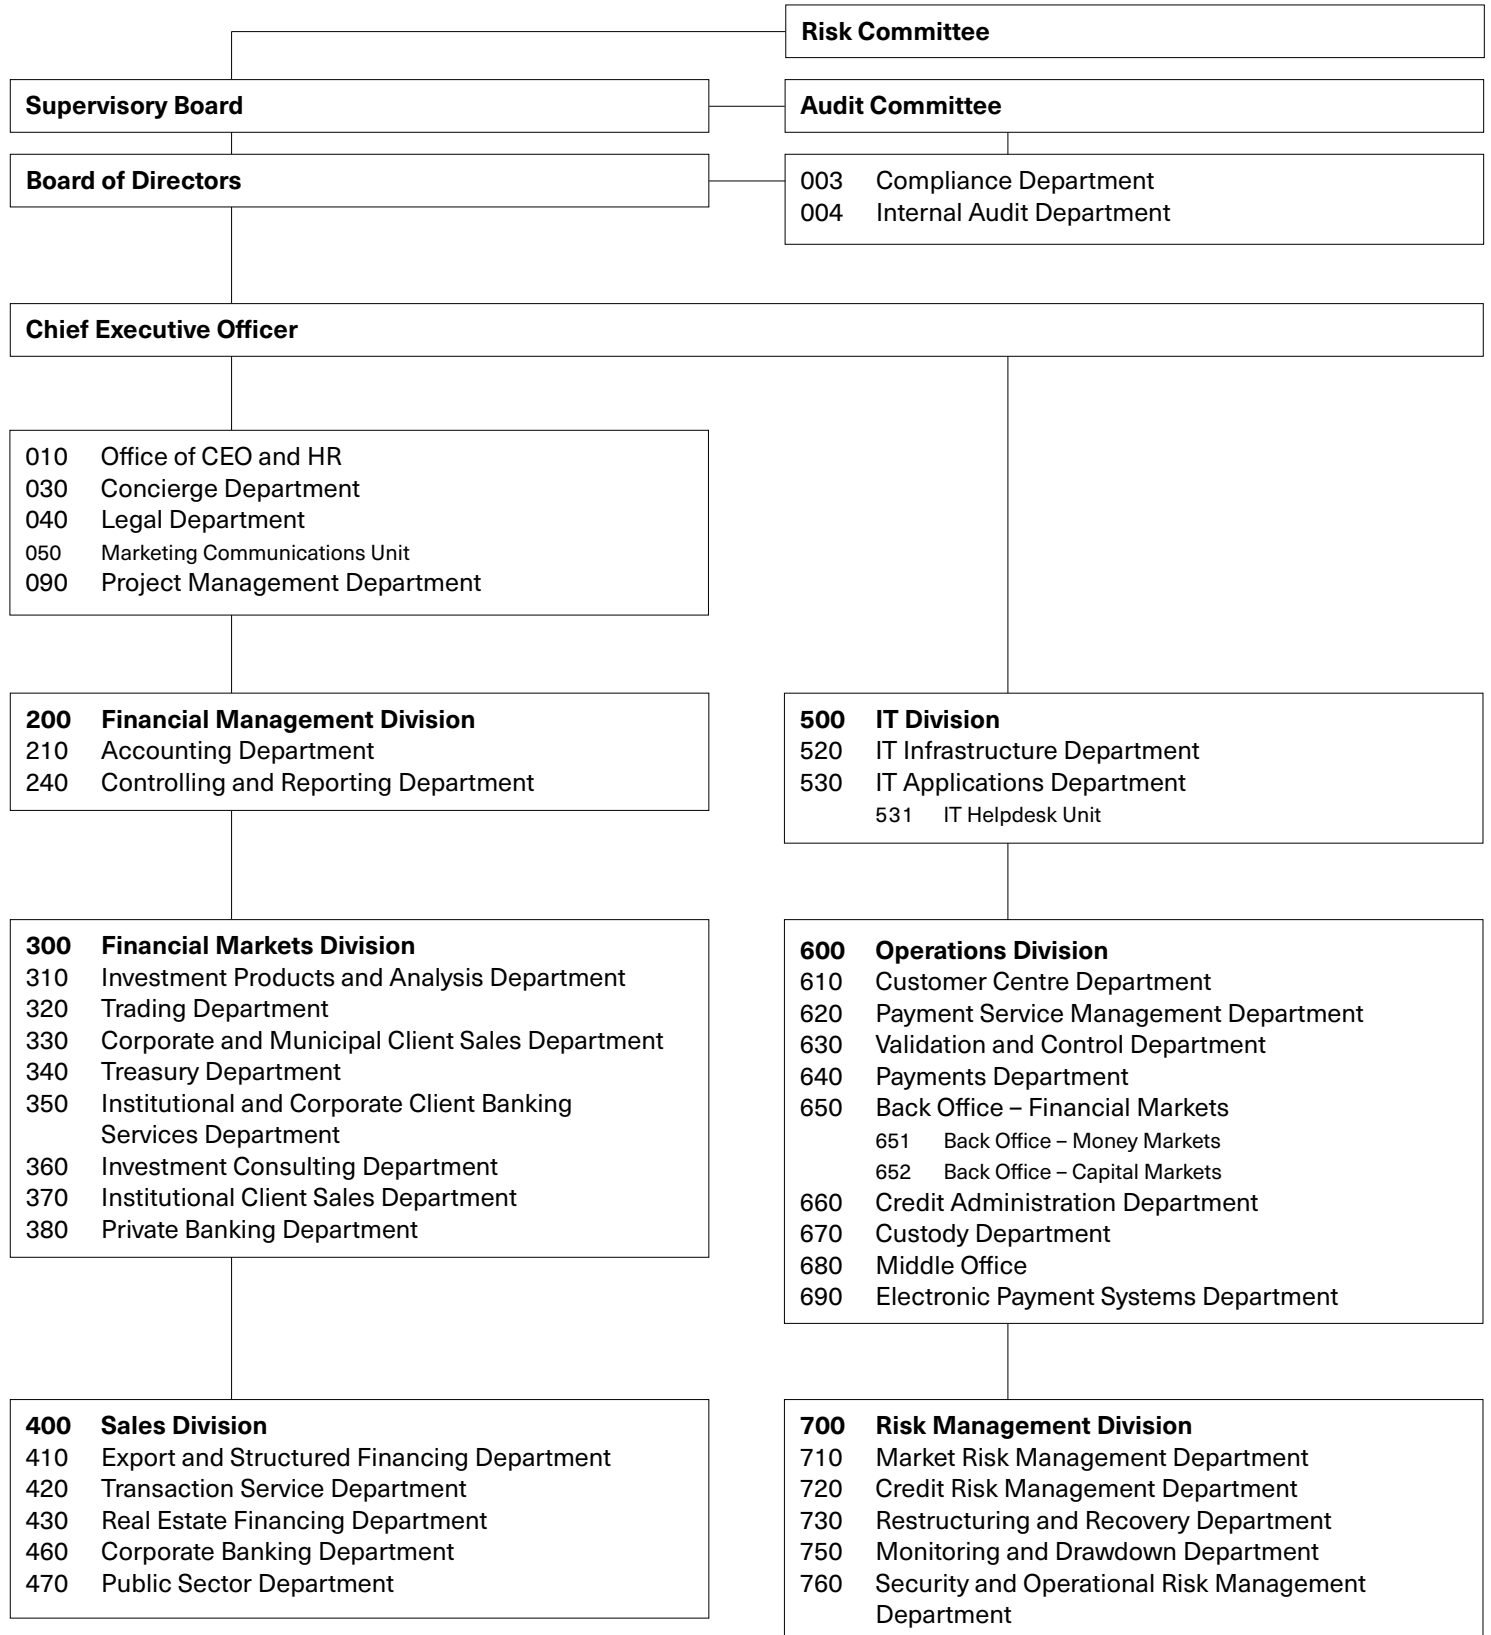 Risk Committee
Supervisory Board
Audit Committee
Board of Directors
003 Compliance Department
004 Internal Audit Department
Chief Executive Officer
010 Office of CEO and HR
030 Concierge Department
040 Legal Department
050 Marketing Communications Unit
090 Project Management Department
200 Financial Management Division
210 Accounting Department
240 Controlling and Reporting Department
500 IT Division
520 IT Infrastructure Department
530 IT Applications Department
531 IT Helpdesk Unit
300 Financial Markets Division
310 Investment Products and Analysis Department
320 Trading Department
330 Corporate and Municipal Client Sales Department
340 Treasury Department
350 Institutional and Corporate Client Banking
Services Department
360 Investment Consulting Department
370 Institutional Client Sales Department
380 Private Banking Department
600 Operations Division
610 Customer Centre Department
620 Payment Service Management Department
630 Validation and Control Department
640 Payments Department
650 Back Office – Financial Markets
651 Back Office – Money Markets
652 Back Office – Capital Markets
660 Credit Administration Department
670 Custody Department
680 Middle Office
690 Electronic Payment Systems Department
400 Sales Division
410 Export and Structured Financing Department
420 Transaction Service Department
430 Real Estate Financing Department
460 Corporate Banking Department
470 Public Sector Department
700 Risk Management Division
710 Market Risk Management Department
720 Credit Risk Management Department
730 Restructuring and Recovery Department
750 Monitoring and Drawdown Department
760 Security and Operational Risk Management
Department